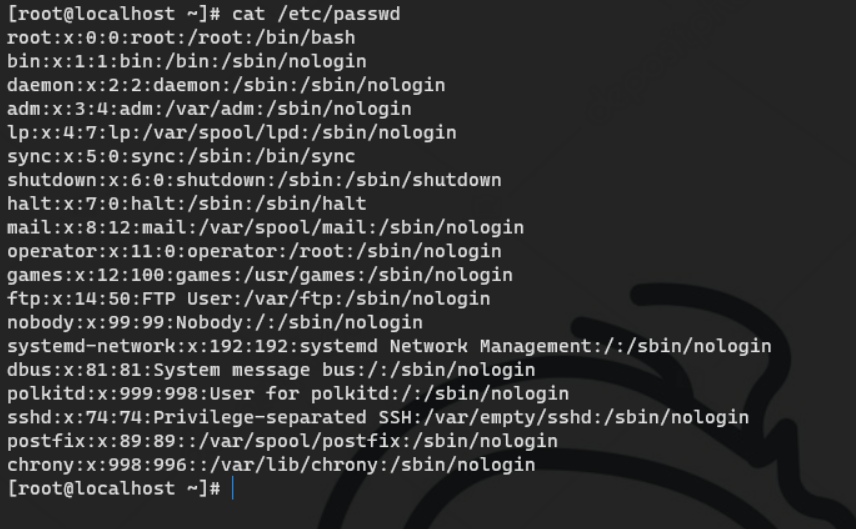 [root@localhost ~]# cat /etc/passwd
root:x:0:0:root:/root:/bin/bash
bin:x:1:1:bin:/bin:/sbin/nologin
daemon:x:2:2:daemon:/sbin:/sbin/nologin
adm:x:3:4:adm:/var/adm:/sbin/nologin
lp:x:4:7:lp:/var/spool/lpd:/sbin/nologin
sync:x:5:0:sync:/sbin:/bin/sync
shutdown:x:6:0:shutdown:/sbin:/sbin/shutdown
halt:x:7:0:halt:/sbin:/sbin/halt
mail:x:8:12:mail:/var/spool/mail:/sbin/nologin
operator:x:11:0:operator:/root:/sbin/nologin
games:x:12:100:games:/usr/games:/sbin/nologin
ftp:x:14:50:FTP User:/var/ftp:/sbin/nologin
nobody:x:99:99:Nobody:/:/sbin/nologin
systemd-network:x:192:192:systemd Network Management:/:/sbin/nologin
dbus:x:81:81:System message bus:/:/sbin/nologin
polkitd:x:999:998:User for polkitd:/:/sbin/nologin
sshd:x:74:74:Privilege-separated SSH:/var/empty/sshd:/sbin/nologin
postfix:x:89:89::/var/spool/postfix:/sbin/nologin
chrony:x:998:996::/var/lib/chrony:/sbin/nologin
[root@localhost ~]#